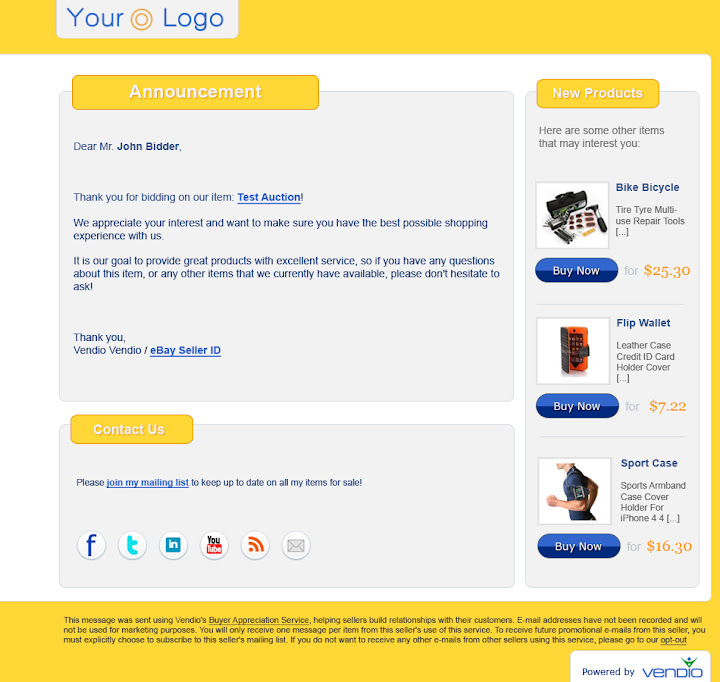 Your Logo
Announcement
Dear Mr. John Bidder,
Thank you for bidding on our item: Test Auction!
We appreciate your interest and want to make sure you have the best possible shopping
experience with us.
It is our goal to provide great products with excellent service, so if you have any questions
about this item, or any other items that we currently have available, please don't hesitate to
ask!
Thank you,
Vendio Vendio / eBay Seller ID
Contact Us
Please join my mailing list to keep up to date on all my items for sale!
f
t
in
You
Tube
New Products
Here are some other items
that may interest you:
Bike Bicycle
Tire Tyre Multi-
use Repair Tools
[...]
Buy Now for $25.30
Flip Wallet
Leather Case
Credit ID Card
Holder Cover
[...]
Buy Now for $7.22
Sport Case
Sports Armband
Case Cover
Holder For
iPhone 4 4 [...]
Buy Now for $16.30
This message was sent using Vendio's Buyer Appreciation Service, helping sellers build relationships with their customers. E-mail addresses have not been recorded and will
not be used for marketing purposes. You will only receive one message per item from this seller's use of this service. To receive future promotional e-mails from this seller, you
must explicitly choose to subscribe to this seller's mailing list. If you do not want to receive any other e-mails from other sellers using this service, please go to our opt-out
Powered by vendio